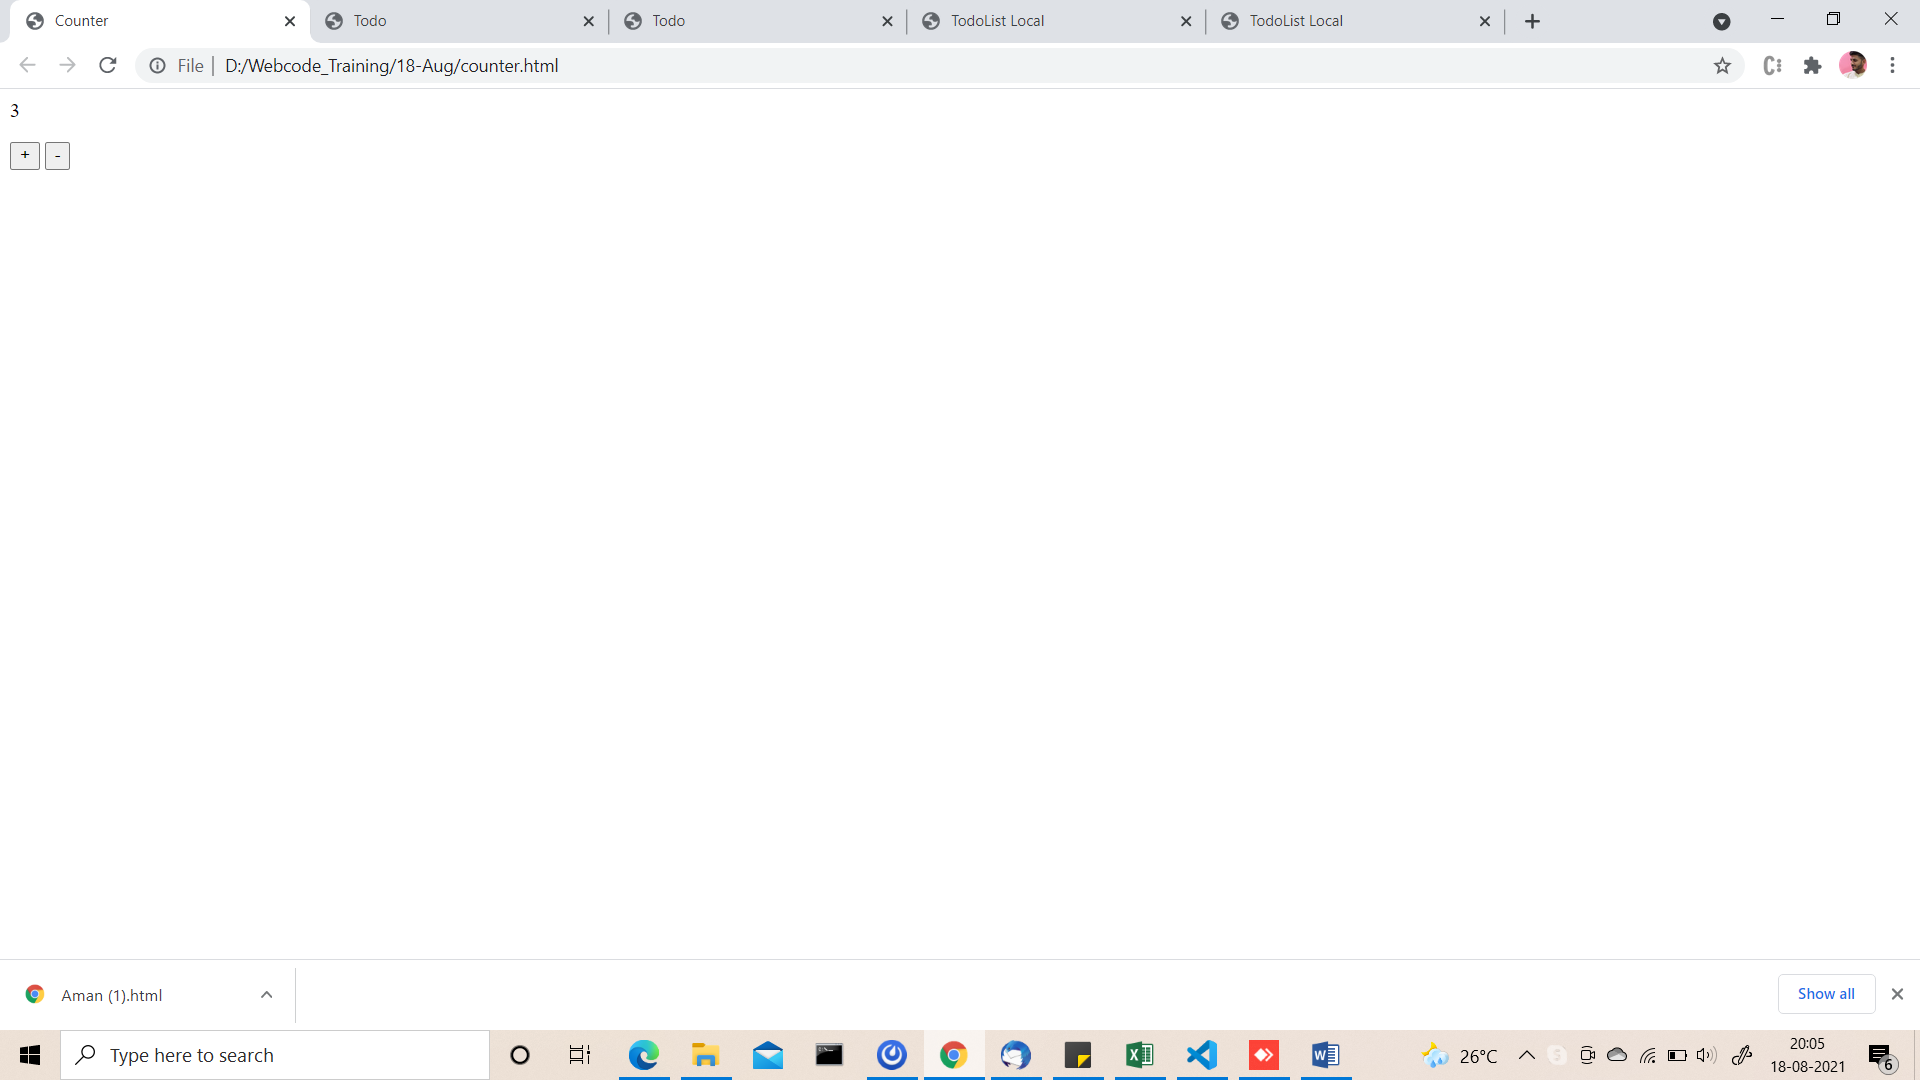 Counter
Todo
Todo
TodoList Local
TodoList Local
File
D:/Webcode_Training/18-Aug/counter.html
3
+ -
Aman (1).html
Show all
Type here to search
26°C
20:05
18-08-2021
6